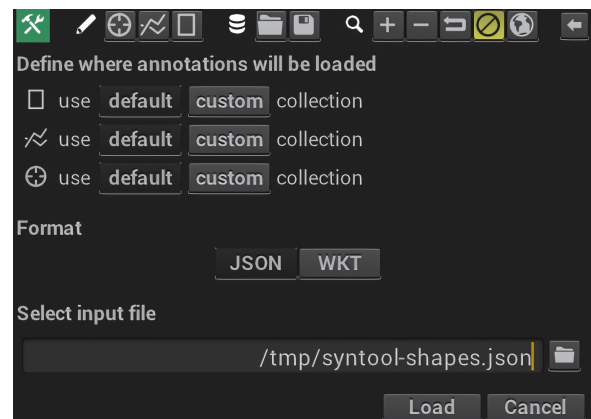 Define where annotations will be loaded
use default custom collection
use default custom collection
use default custom collection
Format
JSON WKT
Select input file
/tmp/syntool-shapes.json
Load Cancel